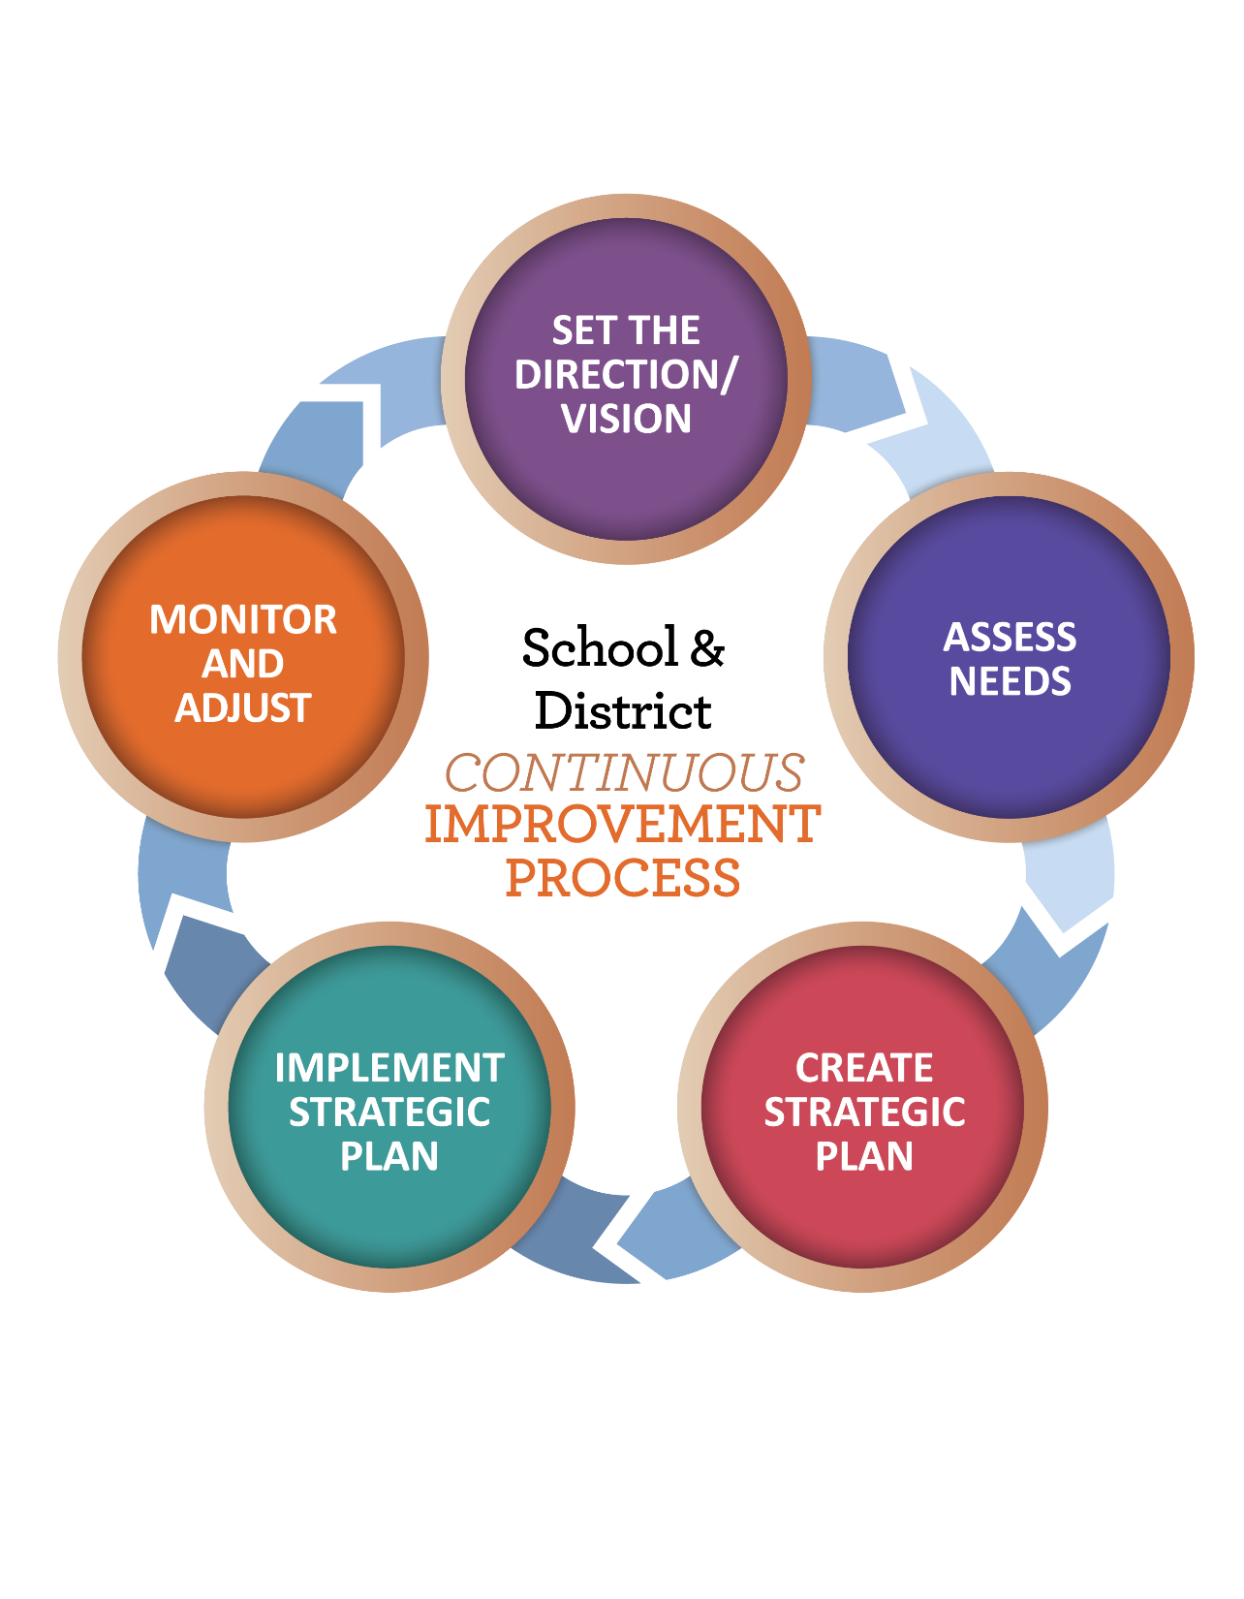 SET THE
DIRECTION/
VISION
ASSESS
NEEDS
CREATE
STRATEGIC
PLAN
IMPLEMENT
STRATEGIC
PLAN
MONITOR
AND
ADJUST
School &
District
CONTINUOUS
IMPROVEMENT
PROCESS